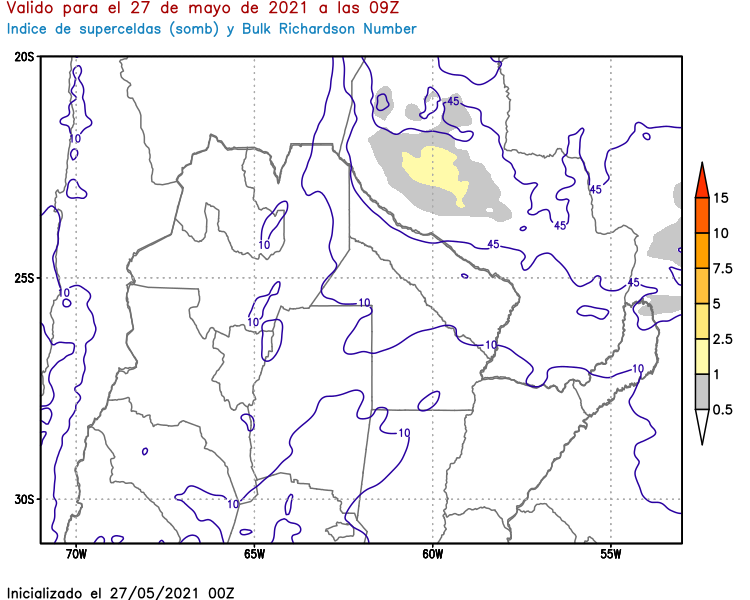 Valido para el 27 de mayo de 2021 a las 09Z
Indice de superceldas (somb) y Bulk Richardson Number
20S
25S
30S
70W
65W
60W
55W
10
45
45
10
45
45
45
10
10
10
10
10
10
10
15
10
7.5
5
2.5
1
0.5
Inicializado el 27/05/2021 00Z